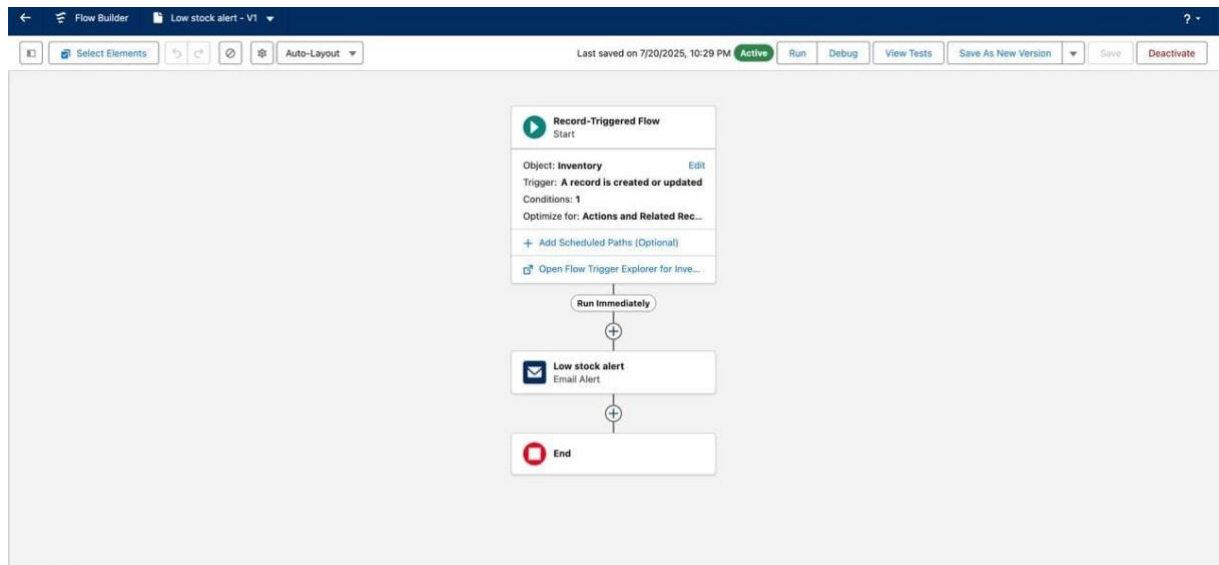 Flow Builder Low stock alert - V1 ?
Select Elements Auto-Layout Last saved on 7/20/2025, 10:29 PM Active Run Debug View Tests Save As New Version Save Deactivate
Record-Triggered Flow
Start
Object: Inventory Edit
Trigger: A record is created or updated
Conditions: 1
Optimize for: Actions and Related Rec...
+ Add Scheduled Paths (Optional)
Open Flow Trigger Explorer for Inve...
Run Immediately
Low stock alert
Email Alert
End